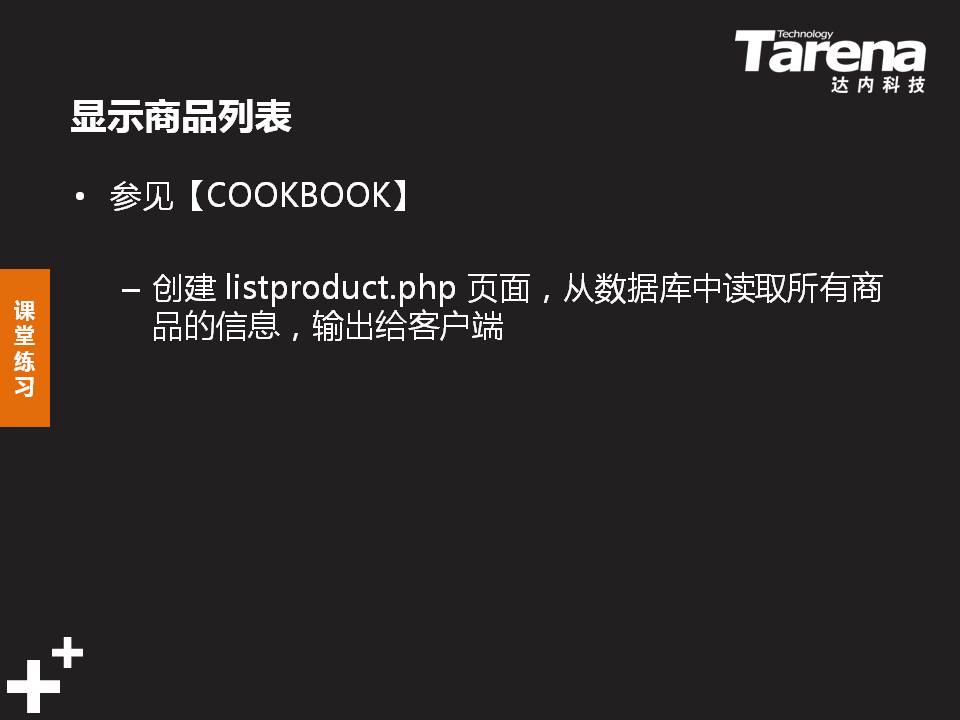 Technology
Tarena
达内科技
显示商品列表
• 参见【COOKBOOK】
– 创建 listproduct.php 页面，从数据库中读取所有商
品的信息，输出给客户端
课
堂
练
习